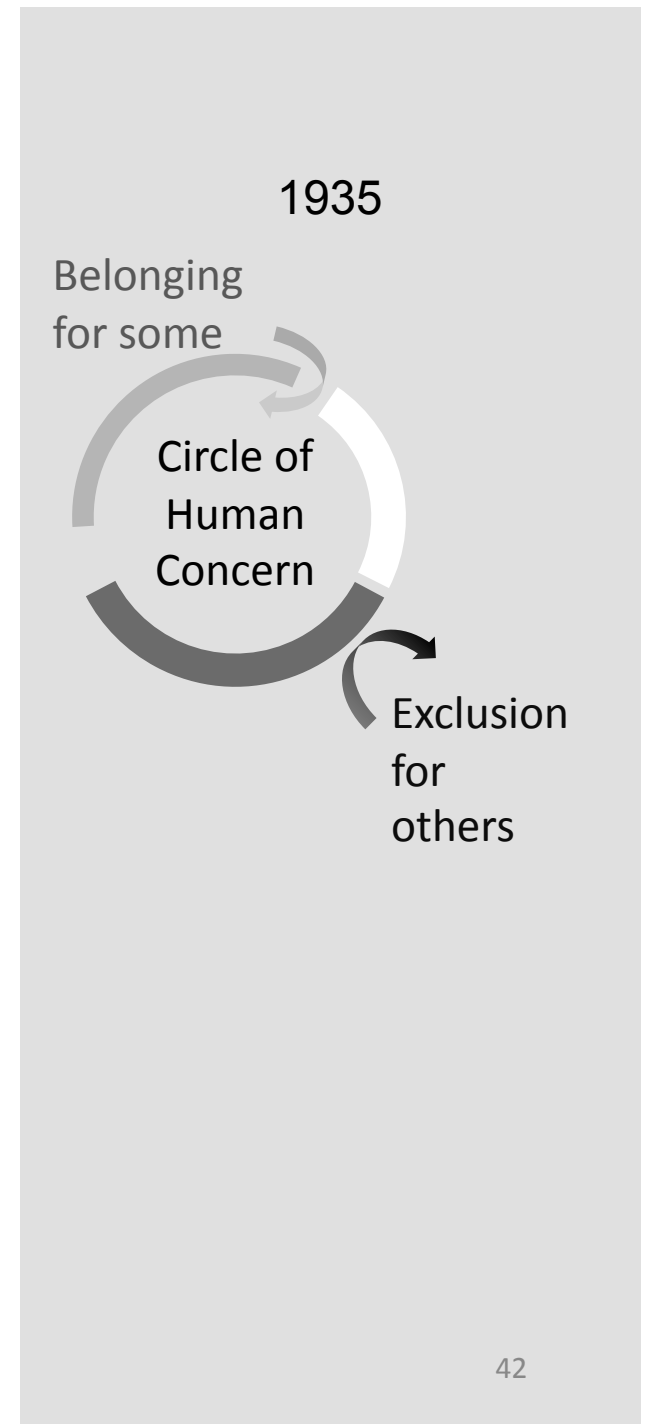 1935
Belonging
for some
Circle of
Human
Concern
Exclusion
for
others
42